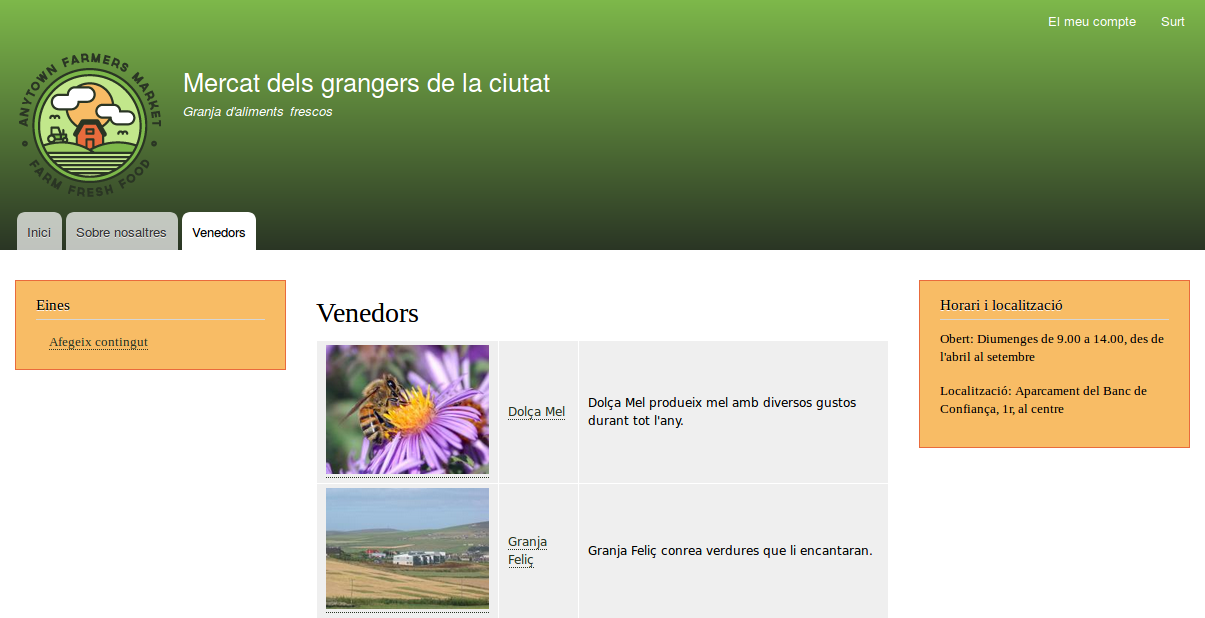 El meu compte Surt
ANYTOWN FARMERS MARKET
FARM FRESH FOOD
Mercat dels grangers de la ciutat
Granja d'aliments frescos
Inici Sobre nosaltres Venedors
Eines
Afegeix contingut
Venedors
Dolça Mel
Dolça Mel produeix mel amb diversos gustos
durant tot l'any.
Granja
Feliç
Granja Feliç conrea verdures que li encantaran.
Horari i localització
Obert: Diumenges de 9.00 a 14.00, des de
l'abril al setembre
Localització: Aparcament del Banc de
Confiança, 1r, al centre